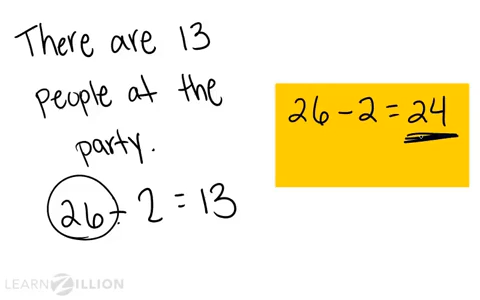 There are 13
people at the
party.
26 ÷ 2 = 13
26 - 2 = 24
LEARNZILLION